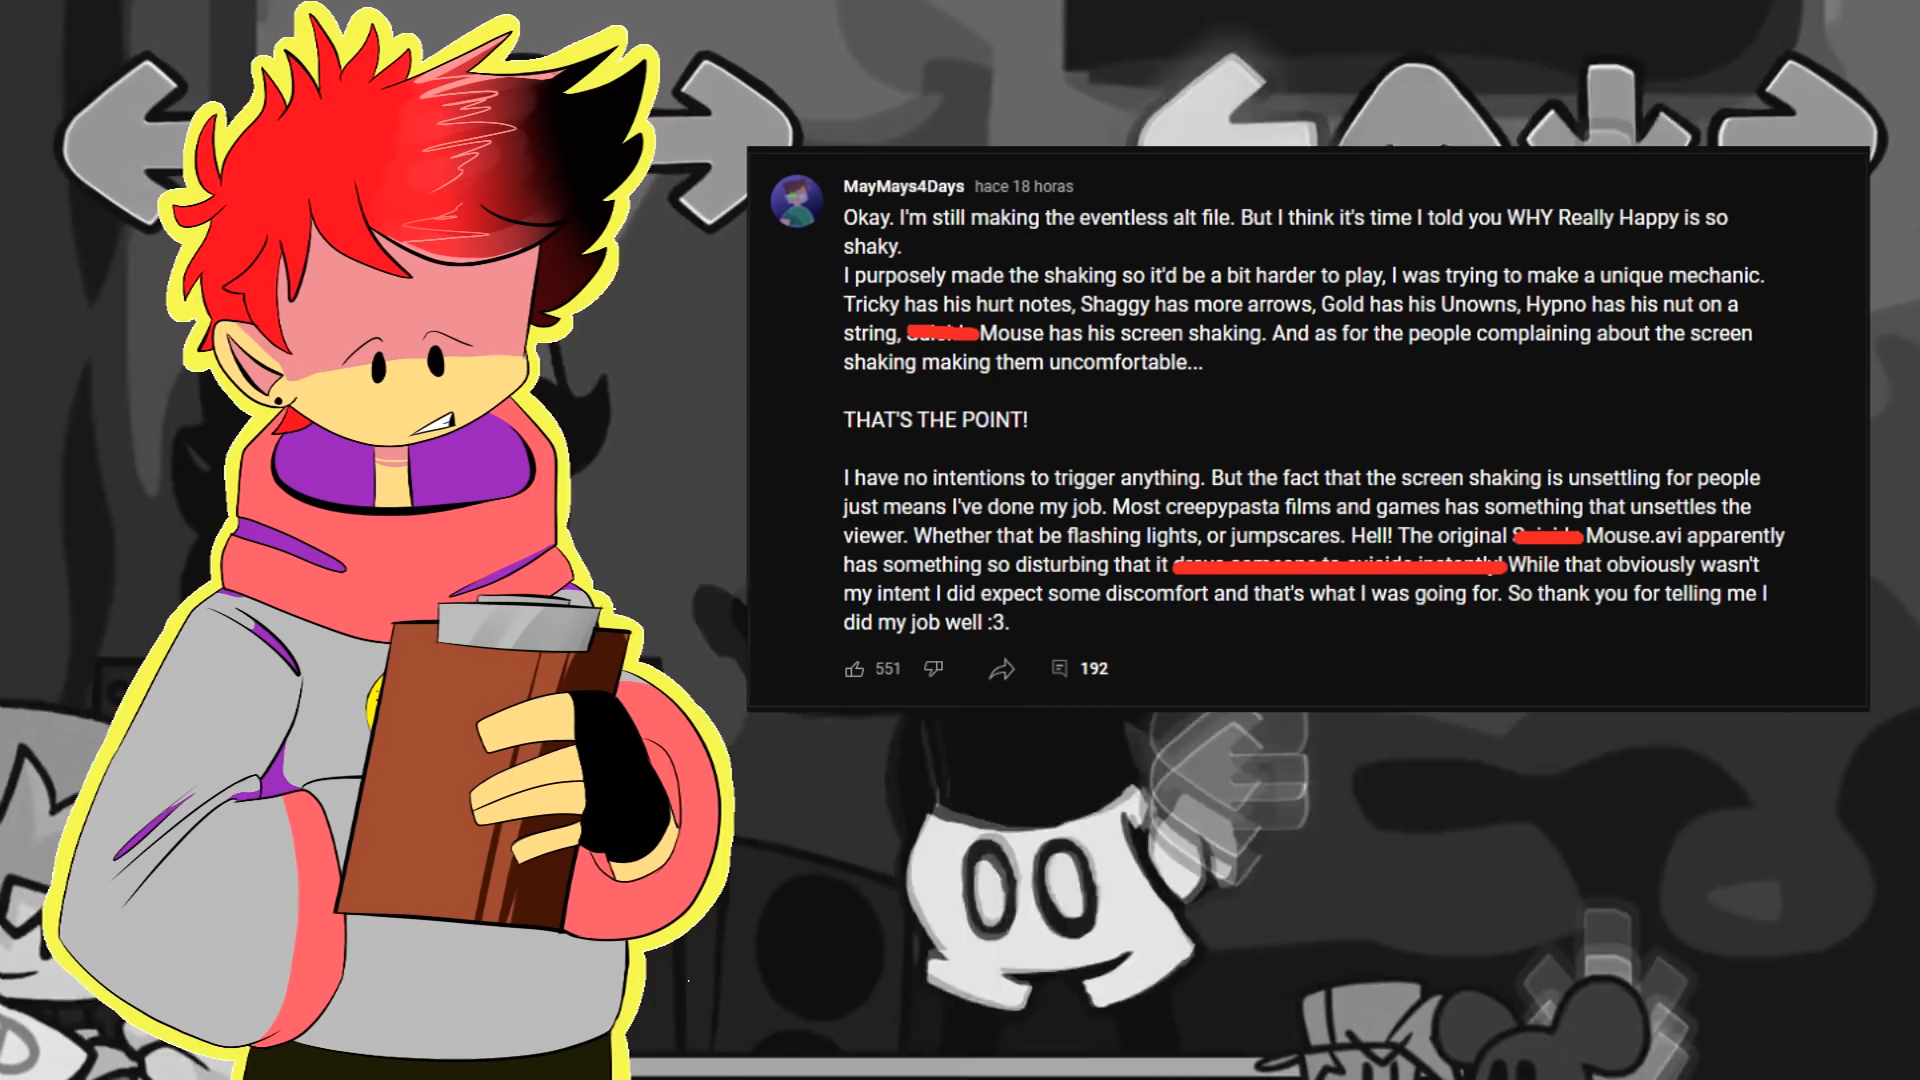 MayMays4Days hace 18 horas
Okay. I'm still making the eventless alt file. But I think it's time I told you WHY Really Happy is so
shaky.
I purposely made the shaking so it'd be a bit harder to play, I was trying to make a unique mechanic.
Tricky has his hurt notes, Shaggy has more arrows, Gold has his Unowns, Hypno has his nut on a
string, Mouse has his screen shaking. And as for the people complaining about the screen
shaking making them uncomfortable...
THAT'S THE POINT!
I have no intentions to trigger anything. But the fact that the screen shaking is unsettling for people
just means I've done my job. Most creepypasta films and games has something that unsettles the
viewer. Whether that be flashing lights, or jumpscares. Hell! The original Mouse.avi apparently
has something so disturbing that it While that obviously wasn't
my intent I did expect some discomfort and that's what I was going for. So thank you for telling me I
did my job well :3.
551 192